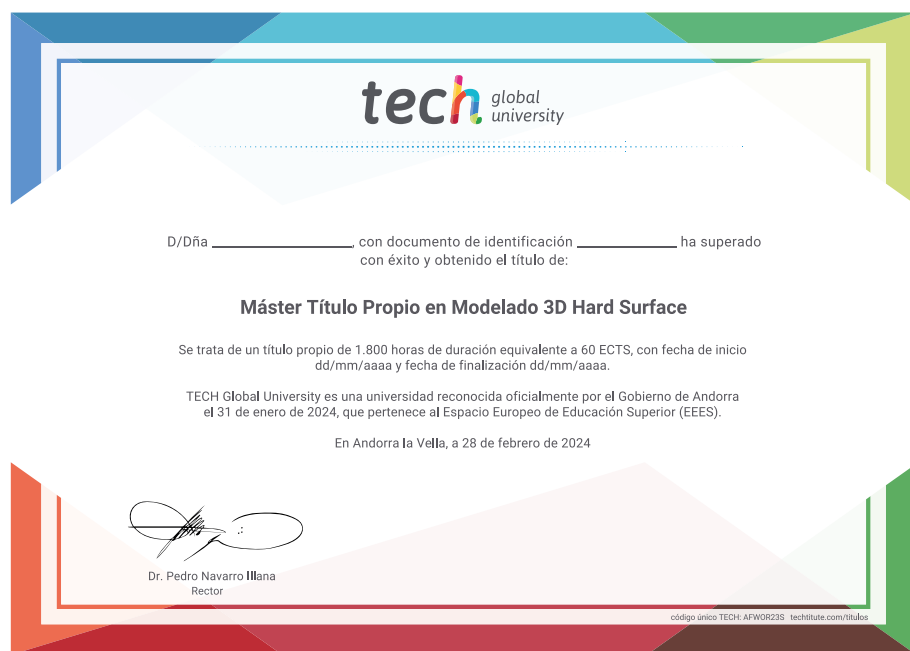 tech global university
D/Dña ____________________, con documento de identificación ______________ ha superado
con éxito y obtenido el título de:
Máster Título Propio en Modelado 3D Hard Surface
Se trata de un título propio de 1.800 horas de duración equivalente a 60 ECTS, con fecha de inicio
dd/mm/aaaa y fecha de finalización dd/mm/aaaa.
TECH Global University es una universidad reconocida oficialmente por el Gobierno de Andorra
el 31 de enero de 2024, que pertenece al Espacio Europeo de Educación Superior (EEES).
En Andorra la Vella, a 28 de febrero de 2024
Dr. Pedro Navarro Illana
Rector
código único TECH: AFWOR23S techtitute.com/titulos